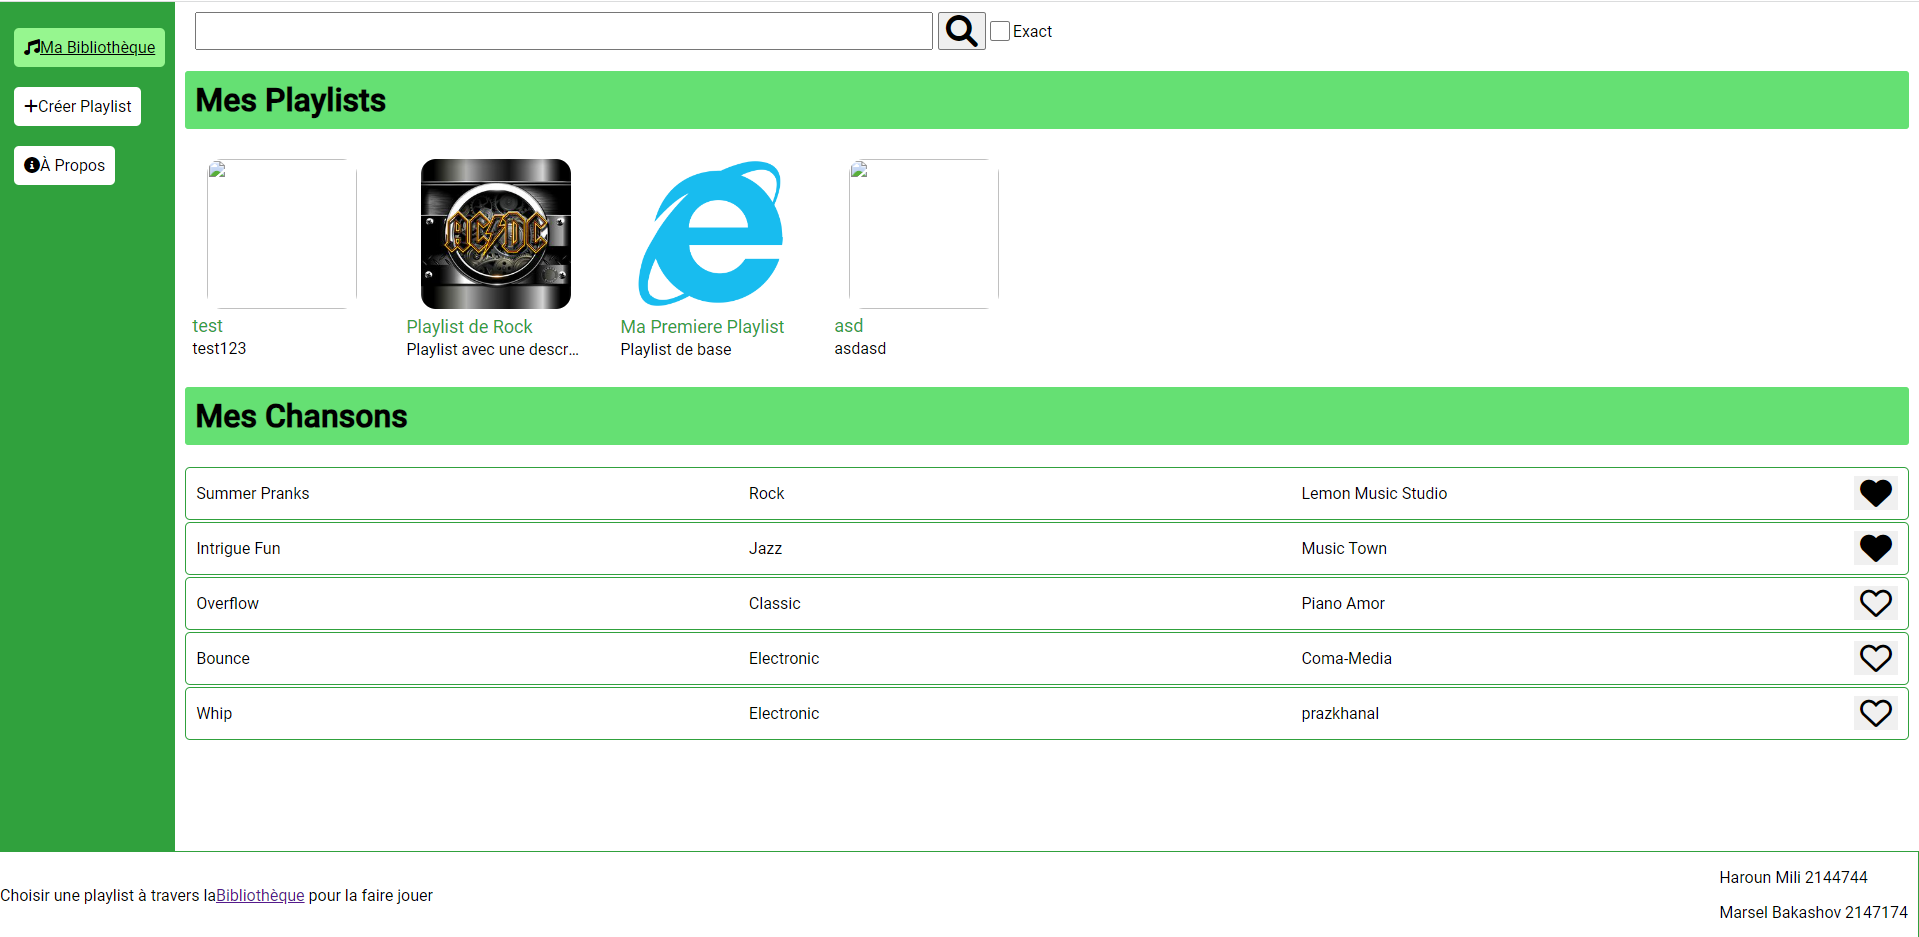 Ma Bibliothèque
Créer Playlist
À Propos
Exact
Mes Playlists
AC/DC
test
test123
Playlist de Rock
Playlist avec une descr...
Ma Premiere Playlist
Playlist de base
asd
asdasd
Mes Chansons
Summer Pranks Rock Lemon Music Studio
Intrigue Fun Jazz Music Town
Overflow Classic Piano Amor
Bounce Electronic Coma-Media
Whip Electronic prazkhanal
Choisir une playlist à travers laBibliothèque pour la faire jouer
Haroun Mili 2144744
Marsel Bakashov 2147174